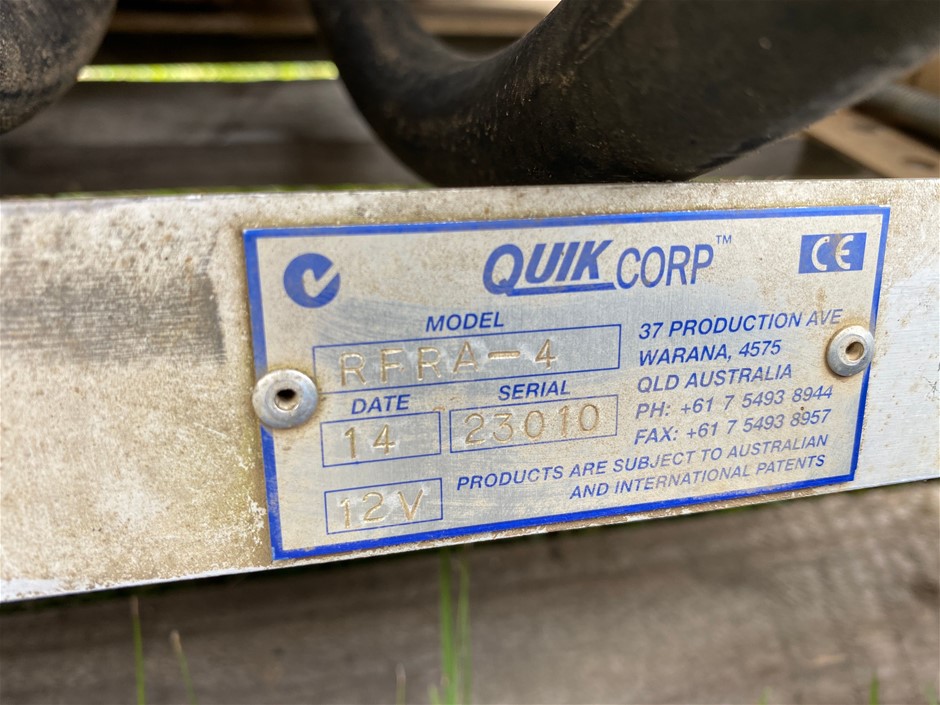 QUIK CORP™
CE
MODEL
RFRA-4
DATE
14
SERIAL
23010
12V
37 PRODUCTION AVE
WARANA, 4575
QLD AUSTRALIA
PH: +61 7 5493 8944
FAX: +61 7 5493 8957
PRODUCTS ARE SUBJECT TO AUSTRALIAN
AND INTERNATIONAL PATENTS